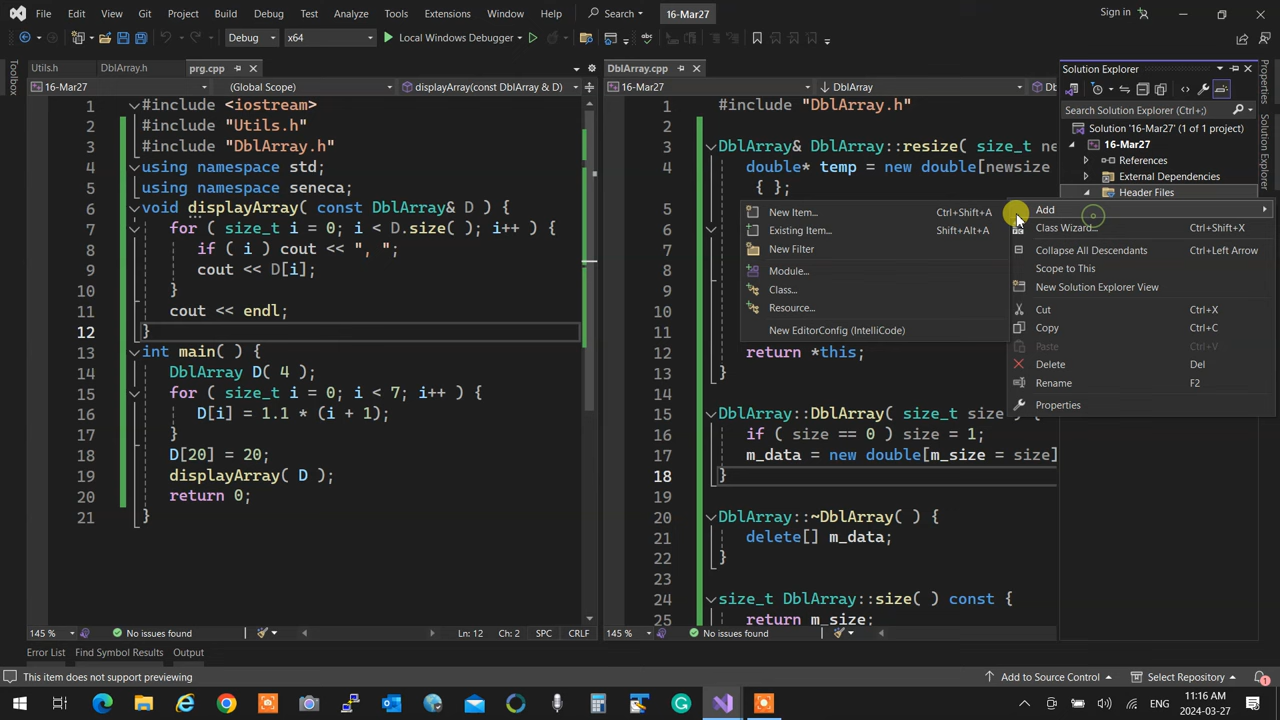 File Edit View Git Project Build Debug Test Analyze Tools Extensions Window Help Search 16-Mar27 Sign in
Debug x64 Local Windows Debugger
Toolbox
Utils.h DblArray.h prg.cpp
16-Mar27 (Global Scope) displayArray(const DblArray& D)
1 #include <iostream>
2 #include "Utils.h"
3 #include "DblArray.h"
4 using namespace std;
5 using namespace seneca;
6 void displayArray( const DblArray& D ) {
7 for ( size_t i = 0; i < D.size( ); i++ ) {
8 if ( i ) cout << ", ";
9 cout << D[i];
10 }
11 cout << endl;
12 }
13 int main( ) {
14 DblArray D( 4 );
15 for ( size_t i = 0; i < 7; i++ ) {
16 D[i] = 1.1 * (i + 1);
17 }
18 D[20] = 20;
19 displayArray( D );
20 return 0;
21 }
145 % No issues found Ln: 12 Ch: 2 SPC CRLF
DblArray.cpp
16-Mar27 DblArray
1 #include "DblArray.h"
2
3 DblArray& DblArray::resize( size_t ne
4 double* temp = new double[newsize
{ };
5
6
7
8
9
10
11
12 return *this;
13 }
14
15 DblArray::DblArray( size_t size ) {
16 if ( size == 0 ) size = 1;
17 m_data = new double[m_size = size]
18 }
19
20 DblArray::~DblArray( ) {
21 delete[] m_data;
22 }
23
24 size_t DblArray::size( ) const {
25 return m_size;
145 % No issues found
New Item... Ctrl+Shift+A
Existing Item... Shift+Alt+A
New Filter
Module...
Class...
Resource...
New EditorConfig (IntelliCode)
Solution Explorer
Search Solution Explorer (Ctrl+;)
Solution '16-Mar27' (1 of 1 project)
16-Mar27
References
External Dependencies
Header Files
Add
Class Wizard... Ctrl+Shift+X
Collapse All Descendants Ctrl+Left Arrow
Scope to This
New Solution Explorer View
Cut Ctrl+X
Copy Ctrl+C
Paste Ctrl+V
Delete Del
Rename F2
Properties
Properties
Solution Explorer
Error List Find Symbol Results Output
This item does not support previewing Add to Source Control Select Repository 1
ENG 11:16 AM
2024-03-27